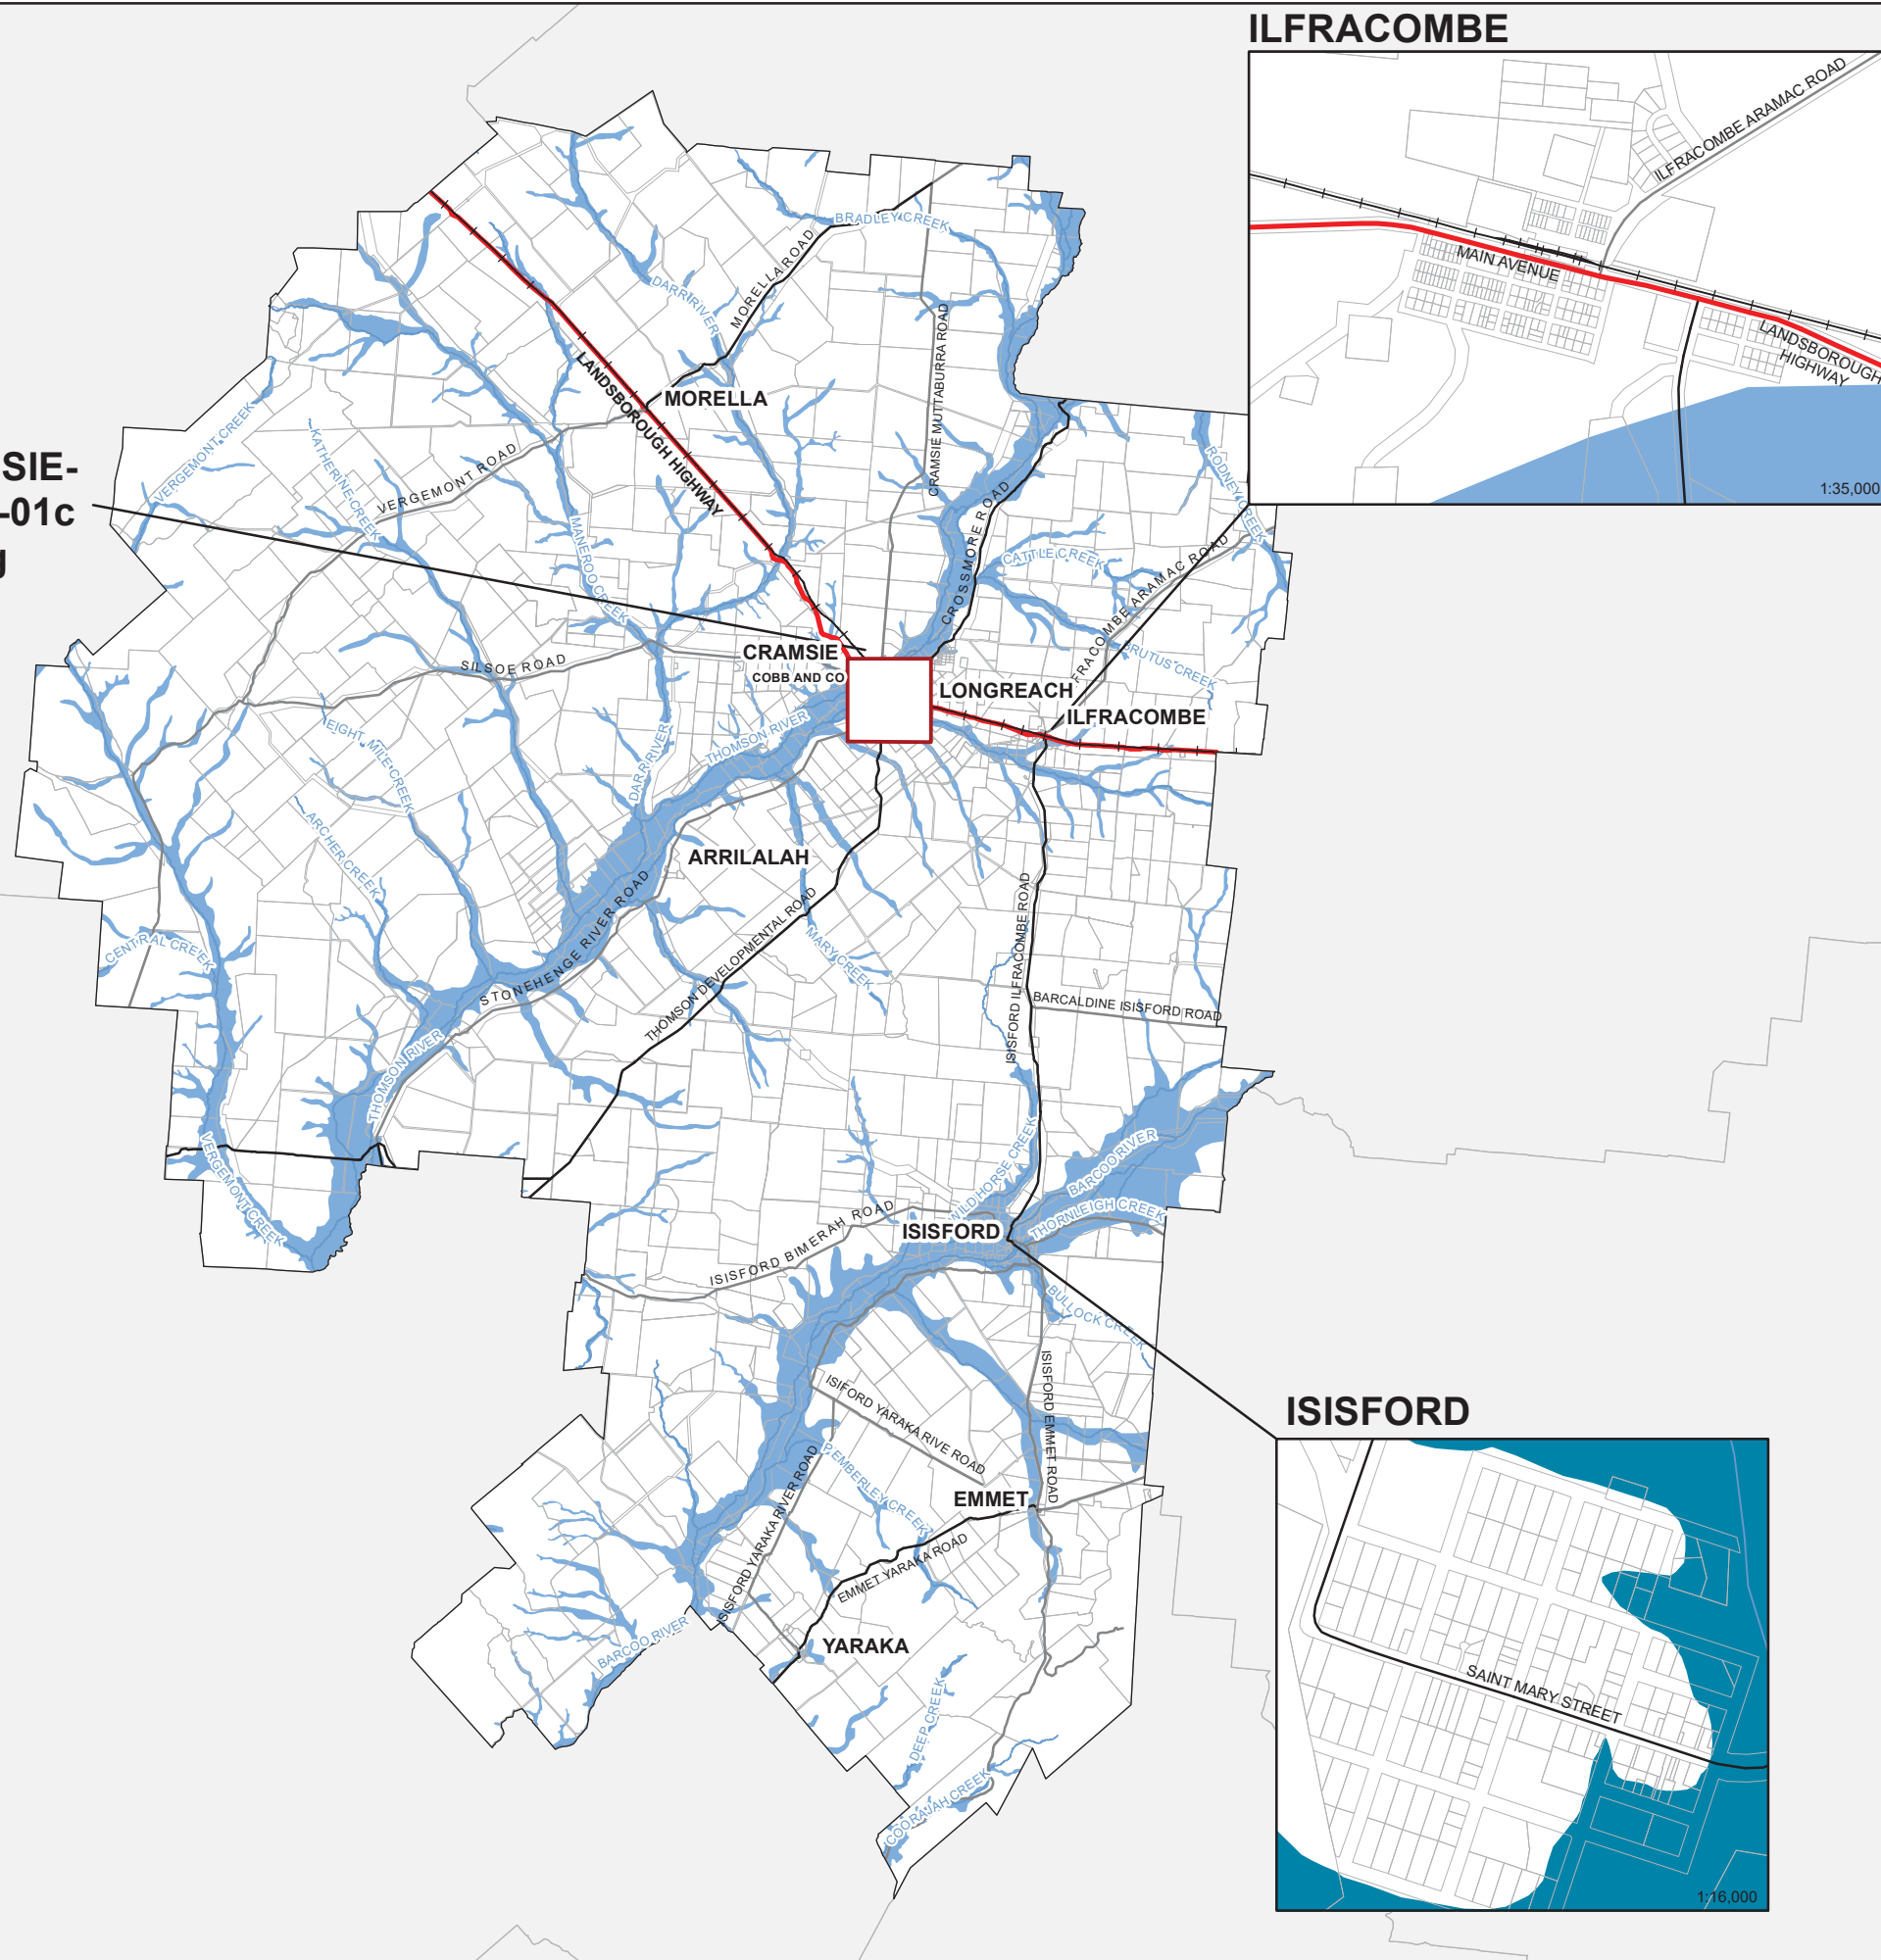 ILFRACOMBE
ILFRACOMBE ARAMAC ROAD
MAIN AVENUE
LANDSBOROUGH
HIGHWAY
1:35,000
BRADLEY CREEK
MORELLA ROAD
DARR RIVER
CRAMSIE MUTTABURRA ROAD
LANDSBOROUGH HIGHWAY
MORELLA
VERGEMONT CREEK
KATHERINE CREEK
VERGEMONT ROAD
SIE-
-01c
g
MANEROO CREEK
RODNEY CREEK
CROSSMORE ROAD
CATTLE CREEK
FRACOMBE ARAMAC ROAD
BRUTUS CREEK
SILSOE ROAD
CRAMSIE
COBB AND CO
LONGREACH
ILFRACOMBE
EIGHT MILE CREEK
DARR RIVER
THOMSON RIVER
ARCHER CREEK
ARRILALAH
STONEHENGE RIVER ROAD
THOMSON DEVELOPMENTAL ROAD
MARY CREEK
ISISFORD ILFRACOMBE ROAD
CENTRAL CREEK
BARCALDINE ISISFORD ROAD
THOMSON RIVER
VERGEMONT CREEK
WILD HORSE CREEK
BARCOO RIVER
THORNLEIGH CREEK
ISISFORD BIMERAH ROAD
ISISFORD
BULLOCK CREEK
ISIFORD YARAKA RIVE ROAD
ISISFORD EMMET ROAD
ISISFORD YARAKA RIVER ROAD
PEMBERLEY CREEK
EMMET
EMMET YARAKA ROAD
BARCOO RIVER
YARAKA
DEEP CREEK
COORAJAH CREEK
ISISFORD
SAINT MARY STREET
1:16,000